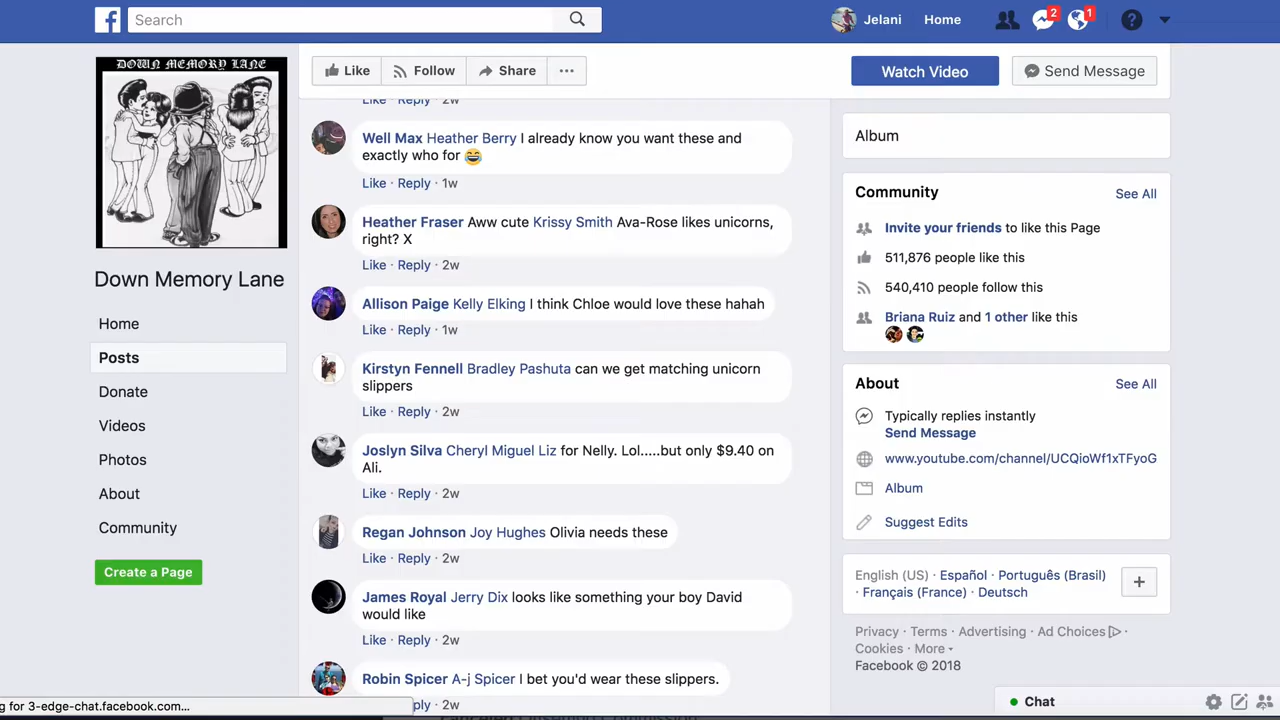 Search
Jelani
Home
2
1
DOWN MEMORY LANE
Like
Follow
Share
Watch Video
Send Message
Down Memory Lane
Home
Posts
Donate
Videos
Photos
About
Community
Create a Page
Like · Reply · 2w
Well Max Heather Berry I already know you want these and
exactly who for 😂
Like · Reply · 1w
Heather Fraser Aww cute Krissy Smith Ava-Rose likes unicorns,
right? X
Like · Reply · 2w
Allison Paige Kelly Elking I think Chloe would love these hahah
Like · Reply · 1w
Kirstyn Fennell Bradley Pashuta can we get matching unicorn
slippers
Like · Reply · 2w
Joslyn Silva Cheryl Miguel Liz for Nelly. Lol.....but only $9.40 on
Ali.
Like · Reply · 2w
Regan Johnson Joy Hughes Olivia needs these
Like · Reply · 2w
James Royal Jerry Dix looks like something your boy David
would like
Like · Reply · 2w
Robin Spicer A-j Spicer I bet you'd wear these slippers.
ply · 2w
Album
Community
See All
Invite your friends to like this Page
511,876 people like this
540,410 people follow this
Briana Ruiz and 1 other like this
About
See All
Typically replies instantly
Send Message
www.youtube.com/channel/UCQioWf1xTFyoG
Album
Suggest Edits
English (US) · Español · Português (Brasil) ·
Français (France) · Deutsch
Privacy · Terms · Advertising · Ad Choices ·
Cookies · More
Facebook © 2018
Chat
g for 3-edge-chat.facebook.com...